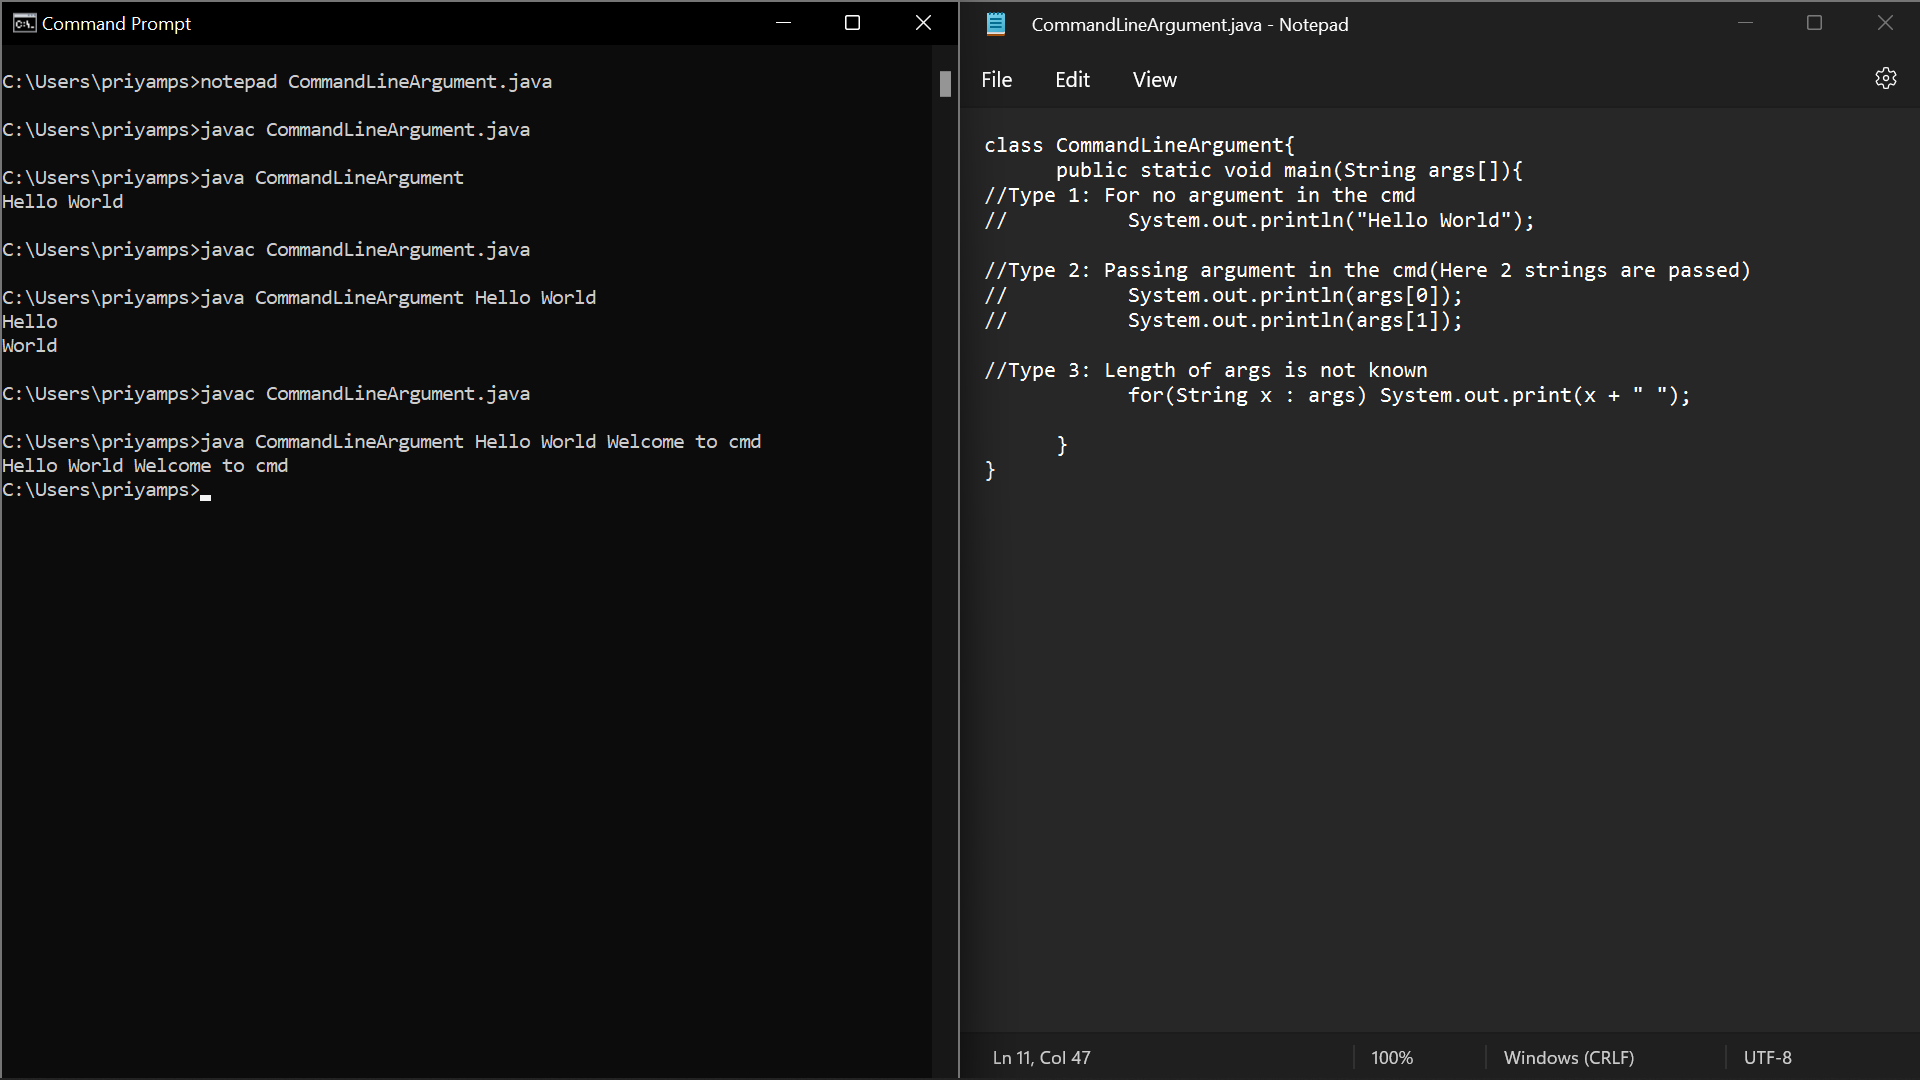 Command Prompt
C:\Users\priyamps>notepad CommandLineArgument.java
C:\Users\priyamps>javac CommandLineArgument.java
C:\Users\priyamps>java CommandLineArgument
Hello World
C:\Users\priyamps>javac CommandLineArgument.java
C:\Users\priyamps>java CommandLineArgument Hello World
Hello
World
C:\Users\priyamps>javac CommandLineArgument.java
C:\Users\priyamps>java CommandLineArgument Hello World Welcome to cmd
Hello World Welcome to cmd
C:\Users\priyamps>
CommandLineArgument.java - Notepad
File Edit View
class CommandLineArgument{
public static void main(String args[]){
//Type 1: For no argument in the cmd
// System.out.println("Hello World");
//Type 2: Passing argument in the cmd(Here 2 strings are passed)
// System.out.println(args[0]);
// System.out.println(args[1]);
//Type 3: Length of args is not known
for(String x : args) System.out.print(x + " ");
}
}
Ln 11, Col 47 100% Windows (CRLF) UTF-8